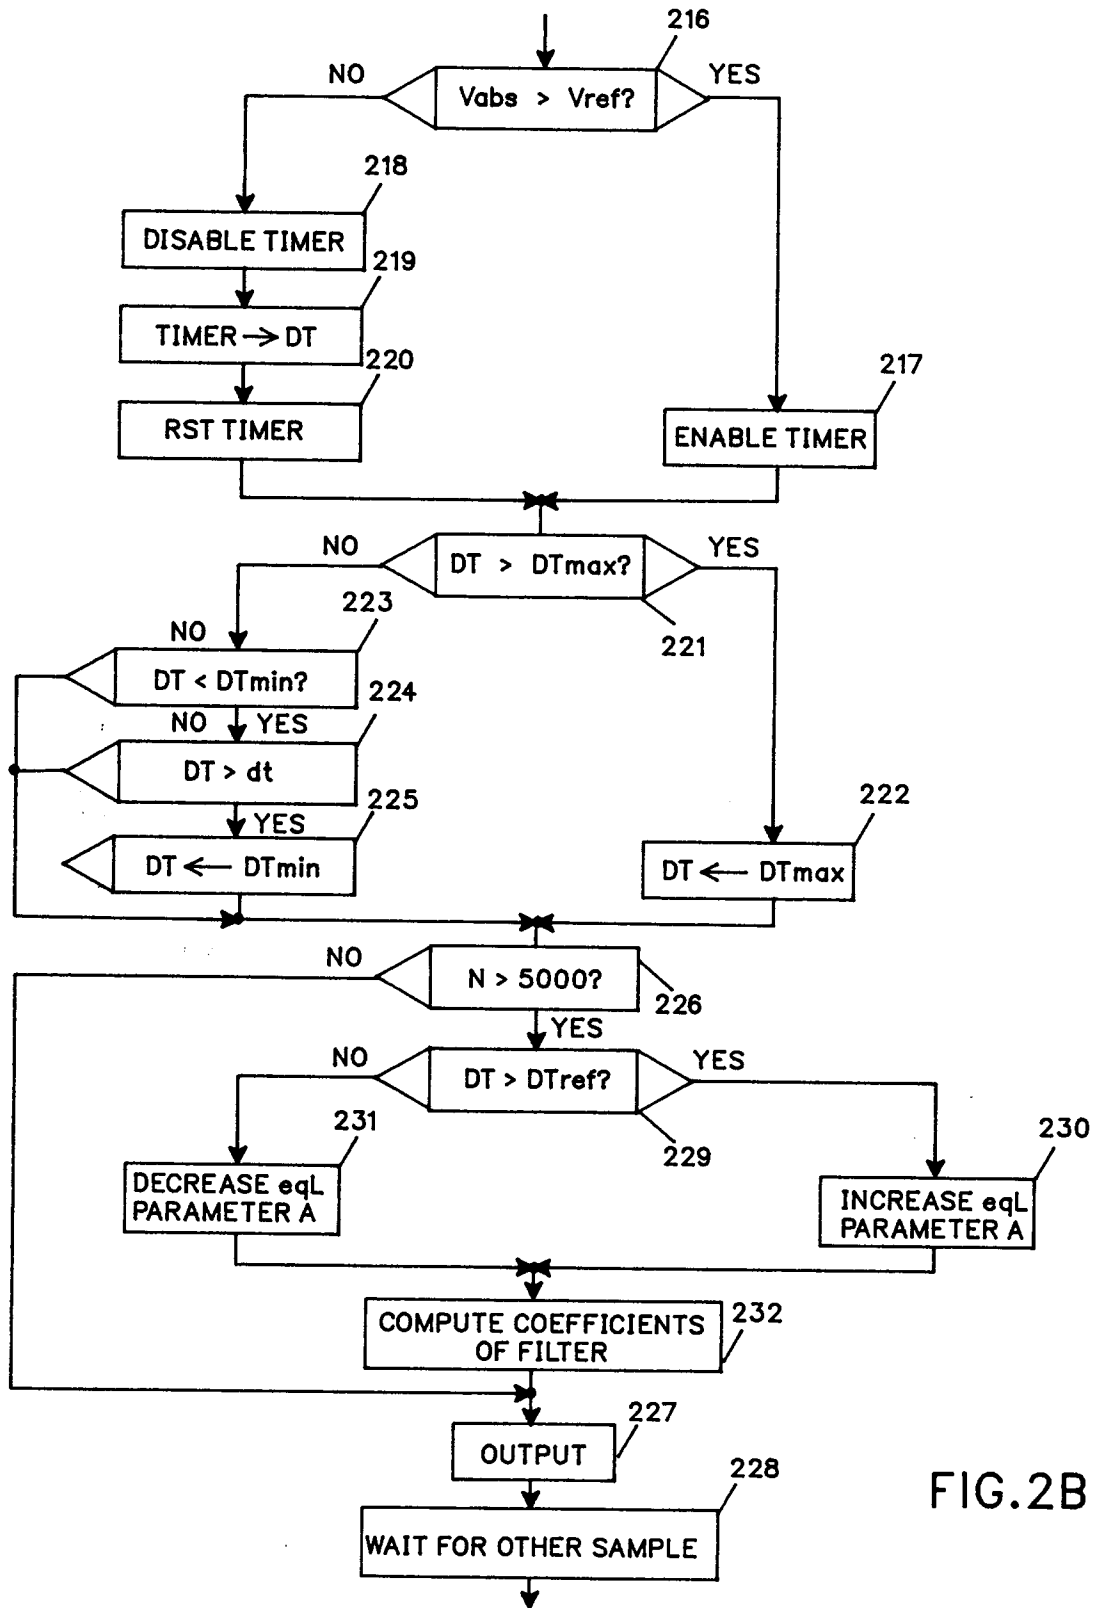 216
NO
YES
Vabs > Vref?
218
DISABLE TIMER
219
TIMER → DT
220
217
RST TIMER
ENABLE TIMER
NO
YES
DT > DTmax?
223
221
NO
DT < DTmin?
224
NO YES
DT > dt
225
222
YES
DT ← DTmin
DT ← DTmax
NO
N > 5000?
226
YES
NO
YES
DT > DTref?
231
229
230
DECREASE eqL
PARAMETER A
INCREASE eqL
PARAMETER A
COMPUTE COEFFICIENTS
OF FILTER
232
227
OUTPUT
228
FIG.2B
WAIT FOR OTHER SAMPLE